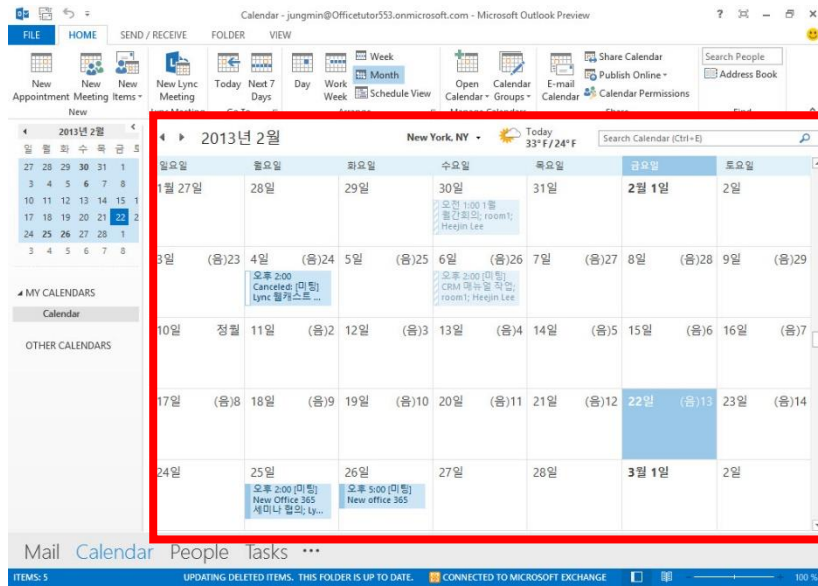 Calendar - jungmin@Officetutor553.onmicrosoft.com - Microsoft Outlook Preview
FILE HOME SEND / RECEIVE FOLDER VIEW
New Appointment
New Meeting
New Items
New
New Lync Meeting
Lync Meeting
Today
Next 7 Days
Go To
Day
Work Week
Week
Month
Schedule View
Arrange
Open Calendar
Calendar Groups
Manage Calendars
E-mail Calendar
Share Calendar
Publish Online
Calendar Permissions
Share
Search People
Address Book
Find
2013년 2월
일 월 화 수 목 금 토
27 28 29 30 31 1
3 4 5 6 7 8
10 11 12 13 14 15 1
17 18 19 20 21 22 2
24 25 26 27 28 1
3 4 5 6 7 8
MY CALENDARS
Calendar
OTHER CALENDARS
2013년 2월
New York, NY
Today
33°F/24°F
Search Calendar (Ctrl+E)
일요일 월요일 화요일 수요일 목요일 금요일 토요일
1월 27일 28일 29일 30일 31일 2월 1일 2일
오전 1:00 1월
월간회의; room1;
Heejin Lee
3일 (음)23 4일 (음)24 5일 (음)25 6일 (음)26 7일 (음)27 8일 (음)28 9일 (음)29
오후 2:00
Canceled: [미팅]
Lync 웹캐스트 ...
오후 2:00 [미팅]
CRM 매뉴얼 작업;
room1; Heejin Lee
10일 정월 11일 (음)2 12일 (음)3 13일 (음)4 14일 (음)5 15일 (음)6 16일 (음)7
17일 (음)8 18일 (음)9 19일 (음)10 20일 (음)11 21일 (음)12 22일 (음)13 23일 (음)14
24일 25일 26일 27일 28일 3월 1일 2일
오후 2:00 [미팅]
New Office 365
세미나 협의; Ly...
오후 5:00 [미팅]
New office 365
Mail Calendar People Tasks ...
ITEMS: 5 UPDATING DELETED ITEMS. THIS FOLDER IS UP TO DATE. CONNECTED TO MICROSOFT EXCHANGE 100 %